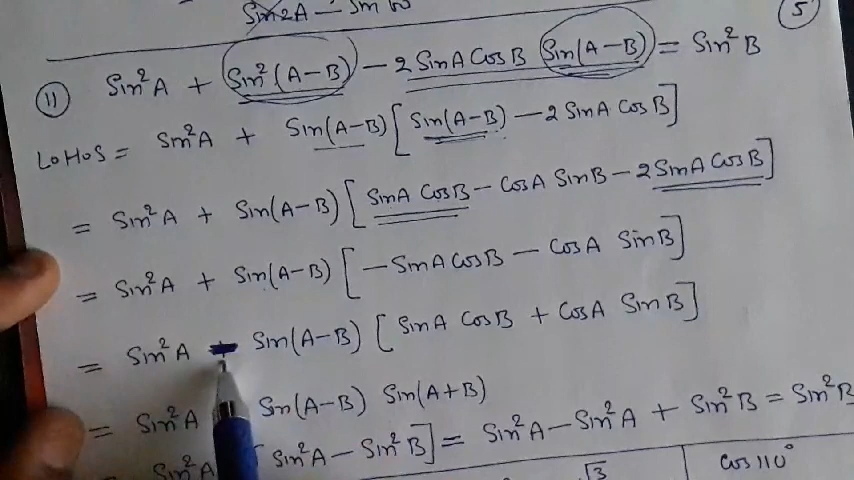 Sin2A - Sin
5
(11) Sin²A + Sin²(A-B) - 2 SinA CosB Sin(A-B) = Sin²B
L.H.S = Sin²A + Sin(A-B) [Sin(A-B) - 2 SinA CosB]
= Sin²A + Sin(A-B) [SinA CosB - CosA SinB - 2 SinA CosB]
= Sin²A + Sin(A-B) [- SinA CosB - CosA SinB]
= Sin²A - Sin(A-B) [SinA CosB + CosA SinB]
= Sin²A Sin(A-B) Sin(A+B)
Sin²A [Sin²A - Sin²B] = Sin²A - Sin²A + Sin²B = Sin²B
√3
Cos 110°